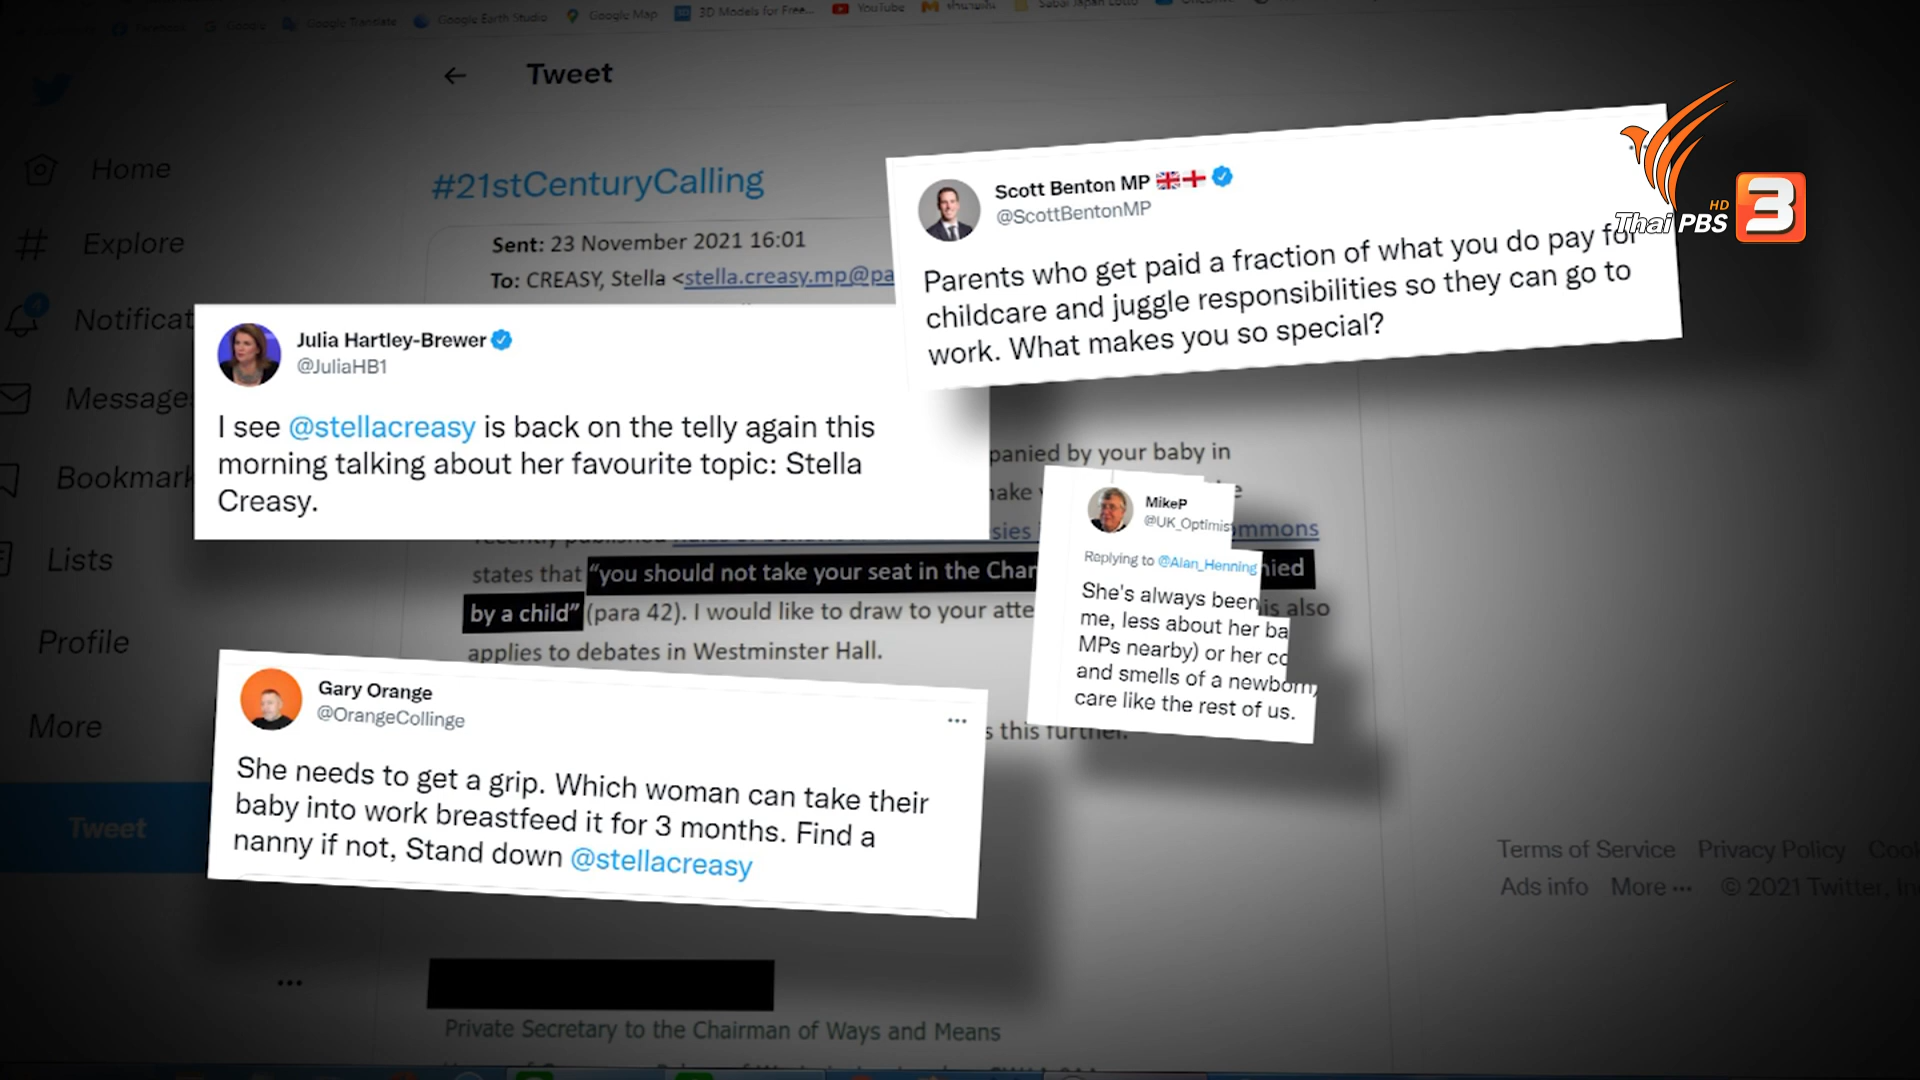 Google Translate
Google Earth Studio
Google Map
3D Models for Free...
YouTube
Tweet
Home
Explore
Notificat
4
Message
Bookmark
Lists
Profile
More
Tweet
#21stCenturyCalling
Sent: 23 November 2021 16:01
To: CREASY, Stella <stella.creasy.mp@pa
Scott Benton MP
@ScottBentonMP
Parents who get paid a fraction of what you do pay for
childcare and juggle responsibilities so they can go to
work. What makes you so special?
HD
Thai PBS 3
Julia Hartley-Brewer
@JuliaHB1
I see @stellacreasy is back on the telly again this
morning talking about her favourite topic: Stella
Creasy.
panied by your baby in
states that “you should not take your seat in the Cham
nied
by a child” (para 42). I would like to draw to your atte
is also
applies to debates in Westminster Hall.
s this further.
mmons
MikeP
@UK_Optimis
Replying to @Alan_Henning
She's always been
me, less about her ba
MPs nearby) or her co
and smells of a newborn,
care like the rest of us.
Gary Orange
@OrangeCollinge
She needs to get a grip. Which woman can take their
baby into work breastfeed it for 3 months. Find a
nanny if not, Stand down @stellacreasy
Terms of Service Privacy Policy
Ads info More ··· © 2021 Twitter,
Private Secretary to the Chairman of Ways and Means